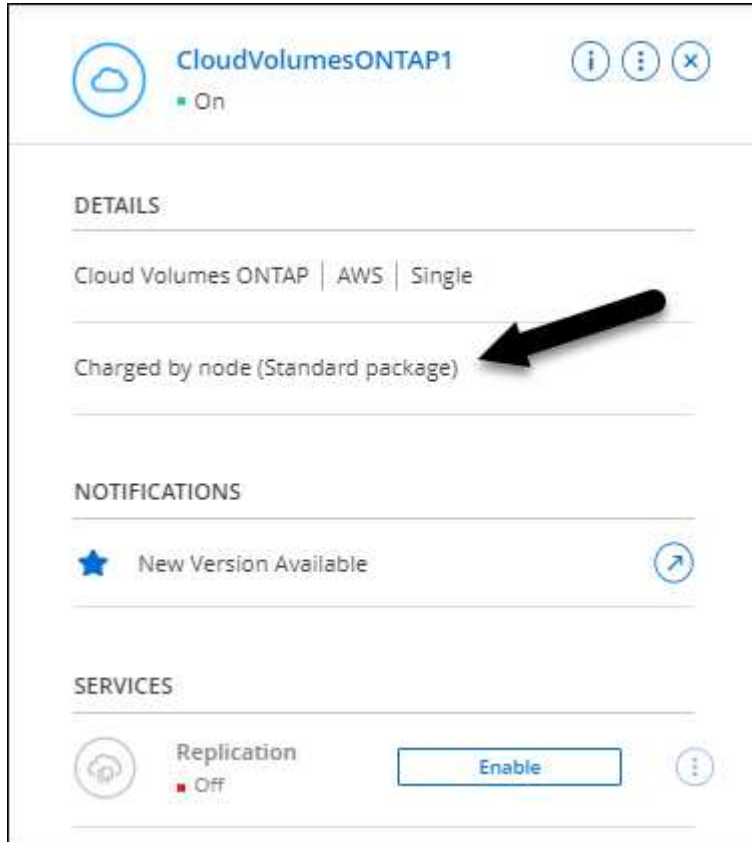 CloudVolumesONTAP1
On
DETAILS
Cloud Volumes ONTAP | AWS | Single
Charged by node (Standard package)
NOTIFICATIONS
New Version Available
SERVICES
Replication
Enable
Off